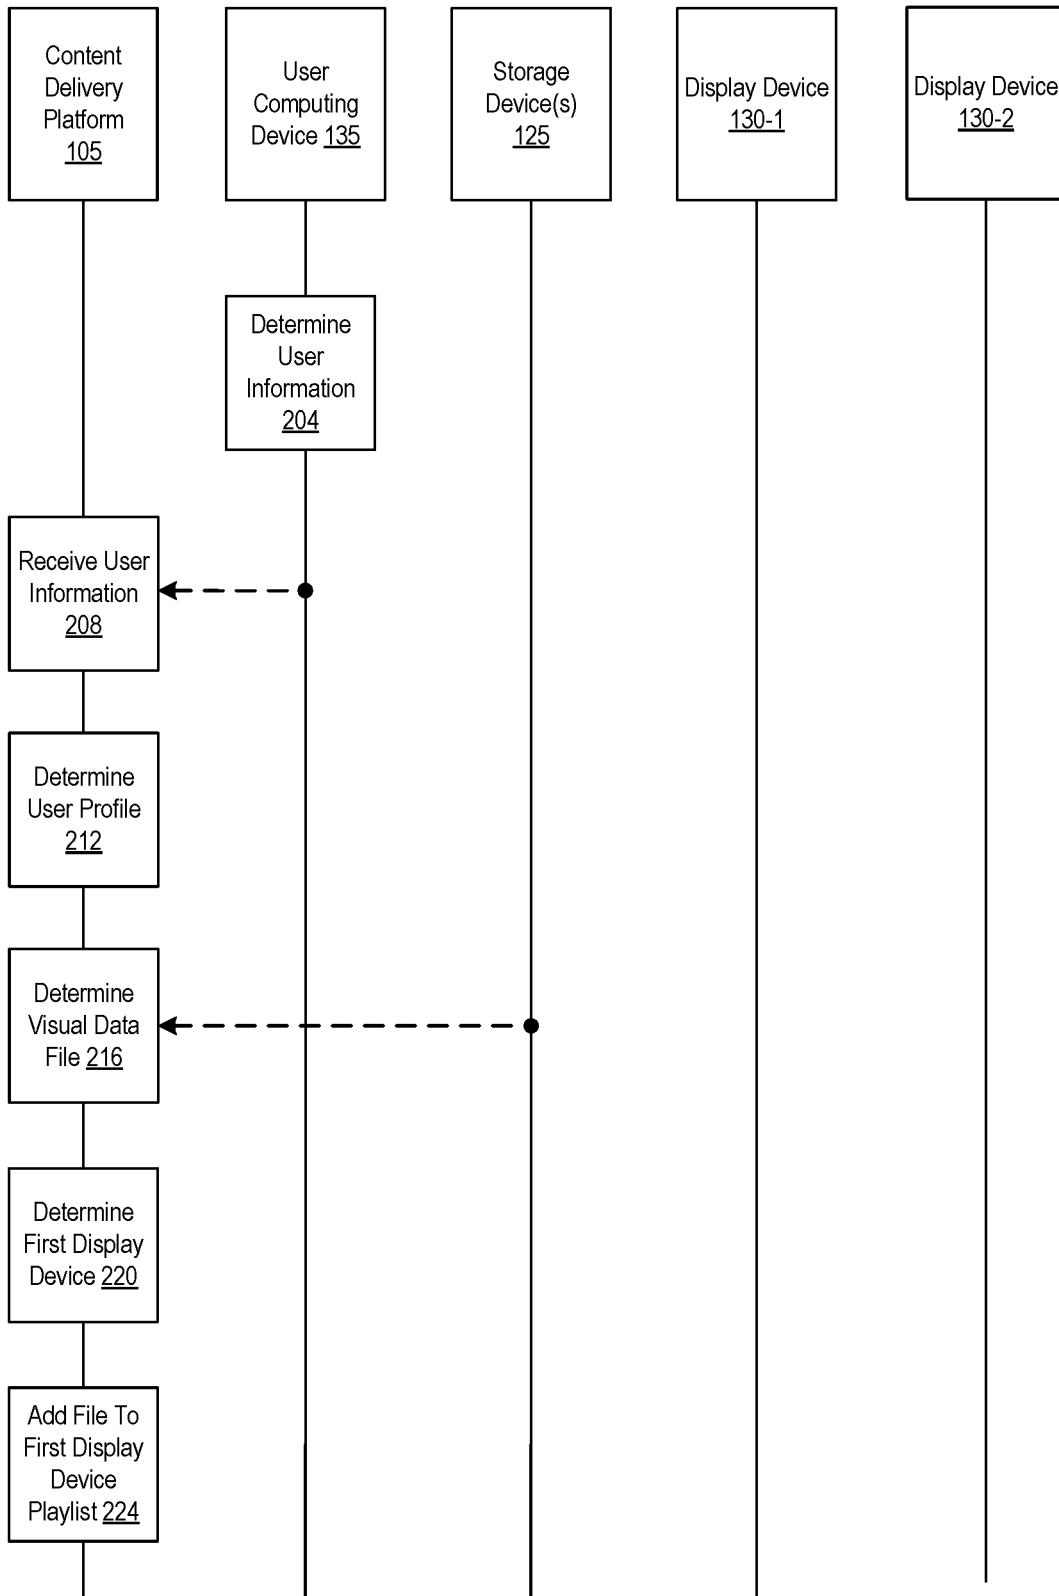 Content
Delivery
Platform
105
User
Computing
Device 135
Storage
Device(s)
125
Display Device
130-1
Display Device
130-2
Determine
User
Information
204
Receive User
Information
208
Determine
User Profile
212
Determine
Visual Data
File 216
Determine
First Display
Device 220
Add File To
First Display
Device
Playlist 224